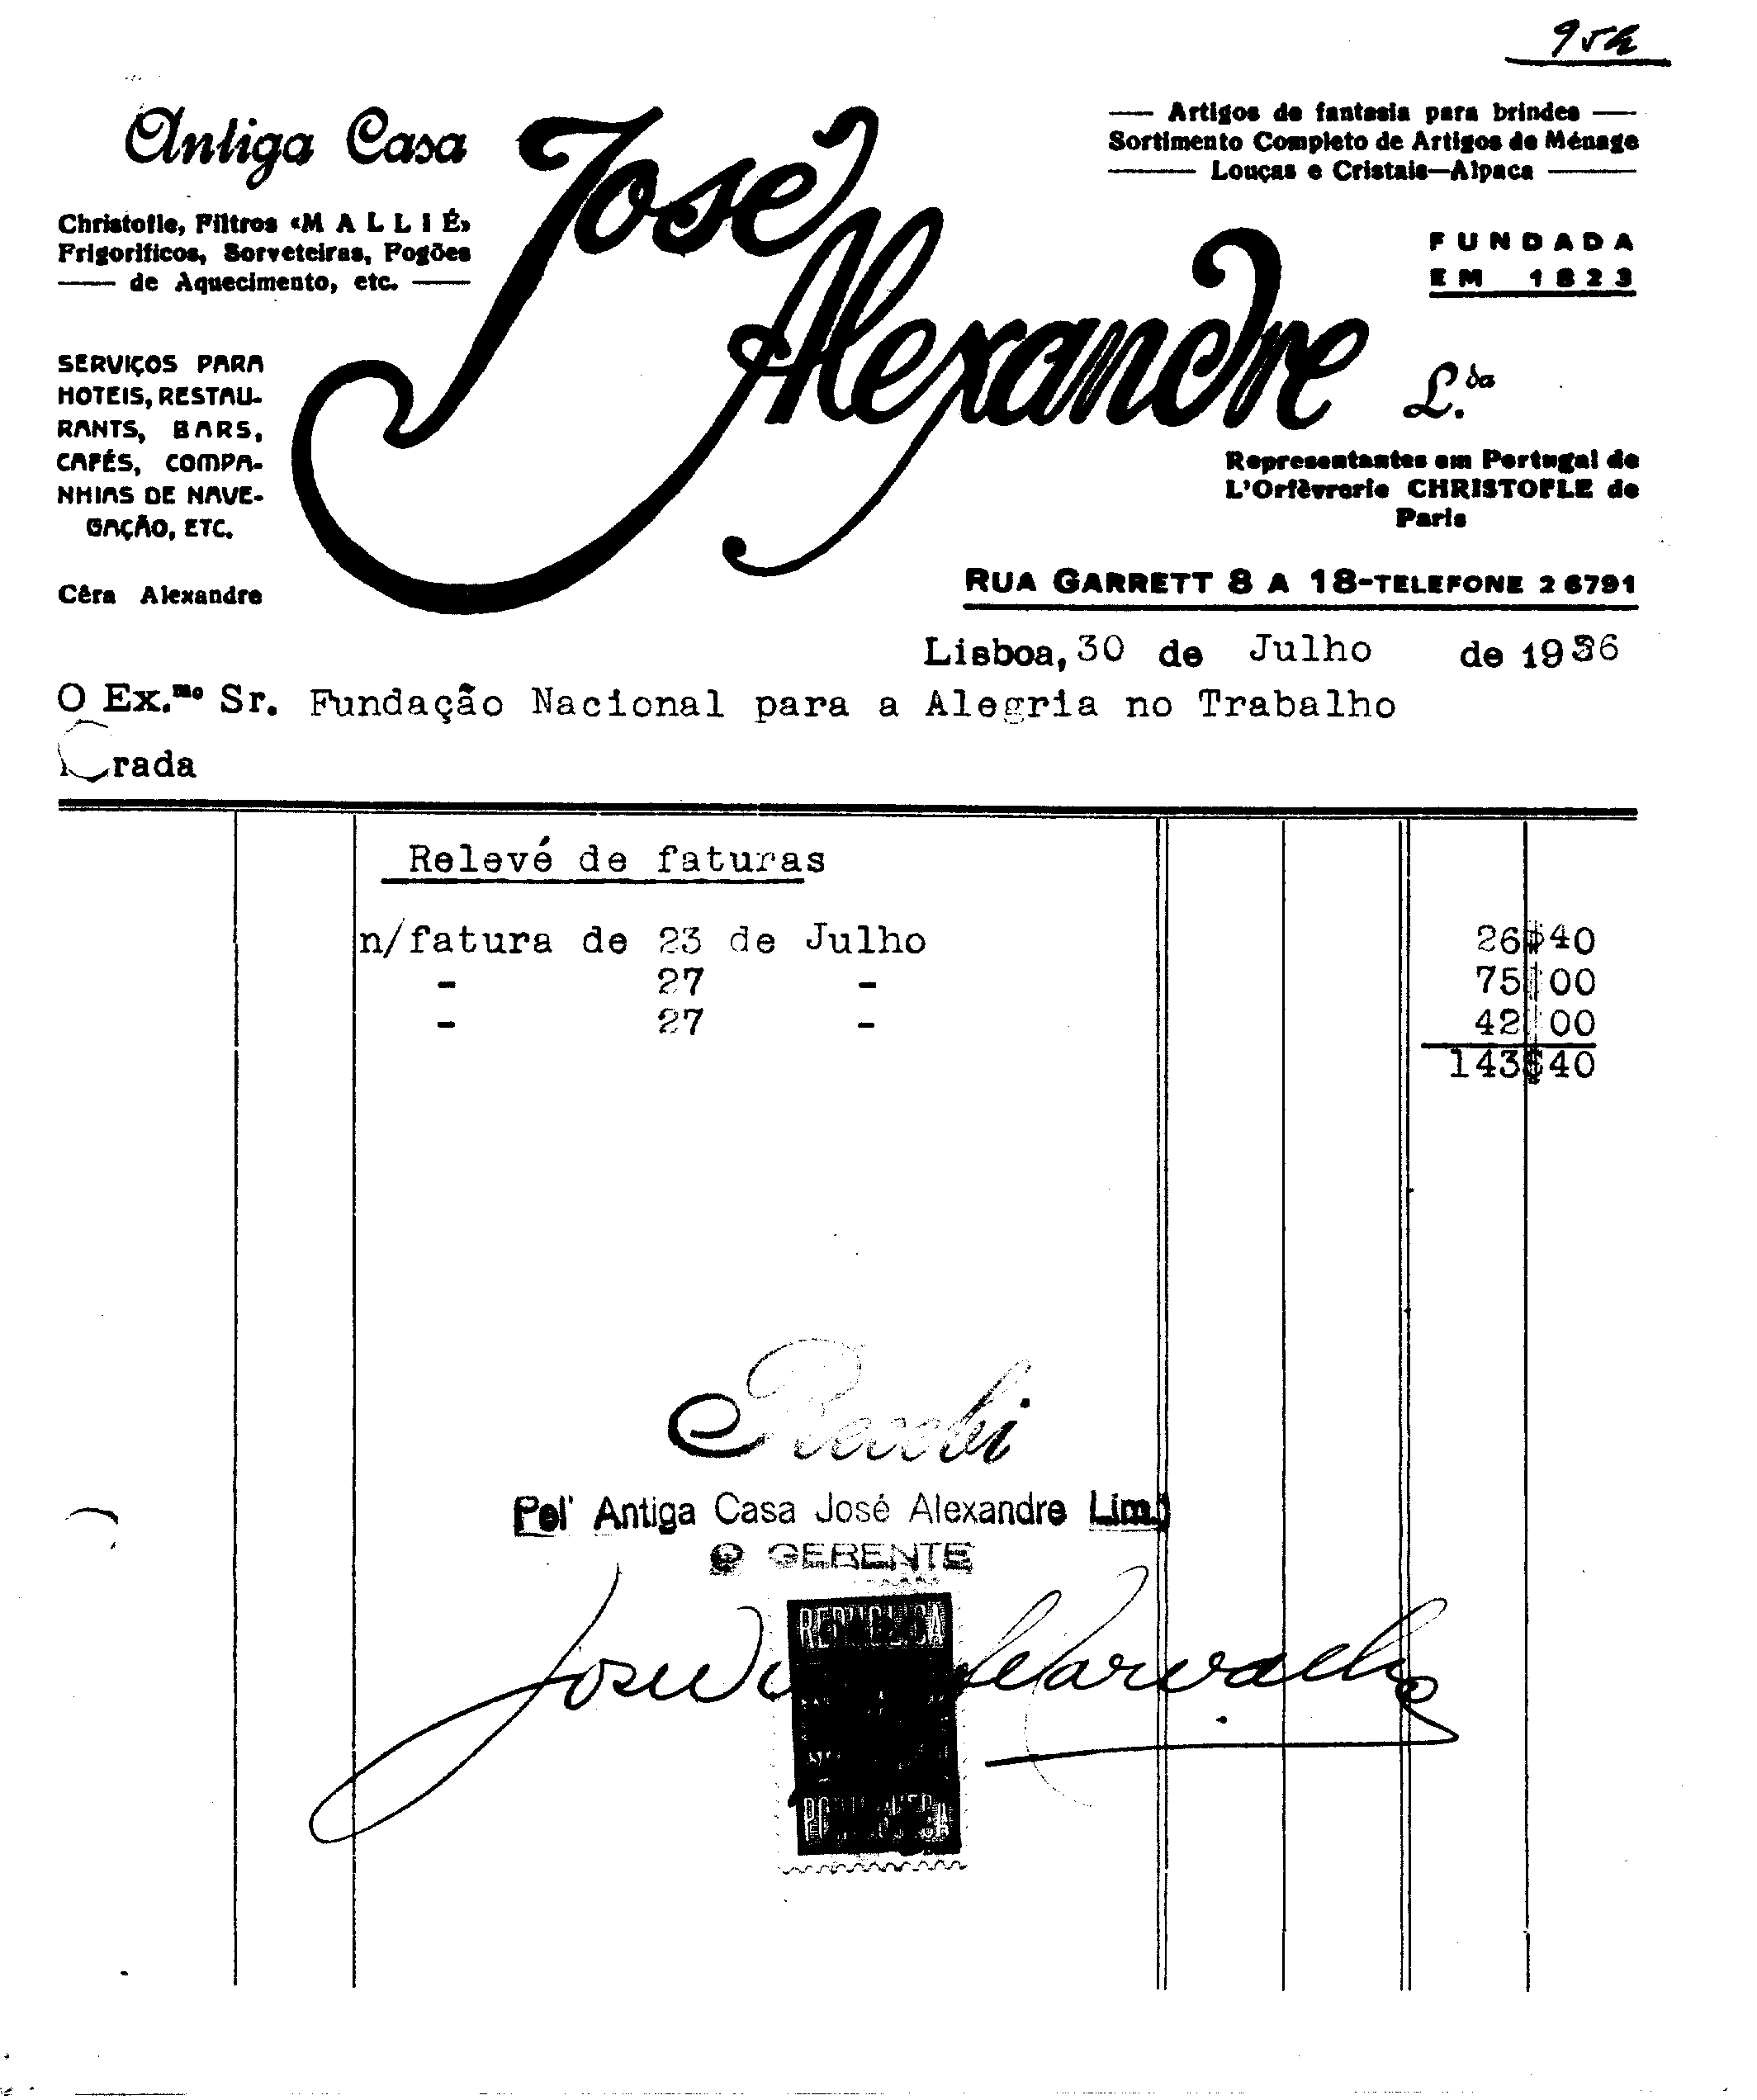 Antiga Casa
José
Alexandre
L.da
Christofle, Filtros «MALLIÉ»
Frigorificos, Sorveteiras, Fogões
de Aquecimento, etc.
SERVIÇOS PARA
HOTEIS, RESTAU-
RANTS, BARS,
CAFÉS, COMPA-
NHIAS DE NAVE-
GAÇÃO, ETC.
Cêra Alexandre
Artigos de fantasia para brindes
Sortimento Completo de Artigos de Ménage
Louças e Cristais—Alpaca
FUNDADA
EM 1823
Representantes em Portugal de
L'Orfèvrerie CHRISTOFLE de
Paris
RUA GARRETT 8 A 18-TELEFONE 2 6791
Lisboa, 30 de Julho de 1936
O Ex.mo Sr. Fundação Nacional para a Alegria no Trabalho
Relevé de faturas
n/fatura de 23 de Julho 26$40
- 27 - 75 00
- 27 - 42 00
143$40
Recebi
Pel' Antiga Casa José Alexandre Lim.
O GERENTE
REPUBLICA
PORTUGUESA
Carvalho